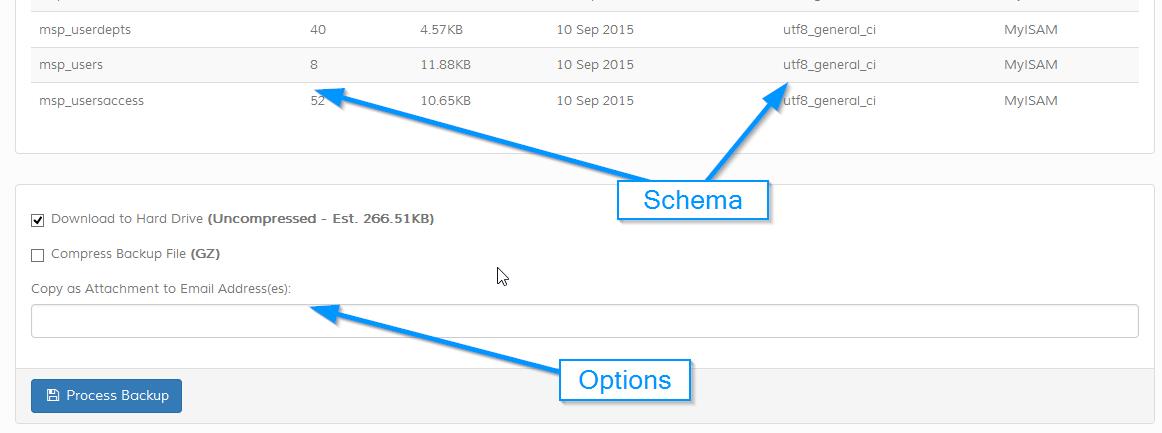 msp_userdepts 40 4.57KB 10 Sep 2015 utf8_general_ci MyISAM
msp_users 8 11.88KB 10 Sep 2015 utf8_general_ci MyISAM
msp_usersaccess 52 10.65KB 10 Sep 2015 utf8_general_ci MyISAM
Schema
Download to Hard Drive (Uncompressed - Est. 266.51KB)
Compress Backup File (GZ)
Copy as Attachment to Email Address(es):
Options
Process Backup